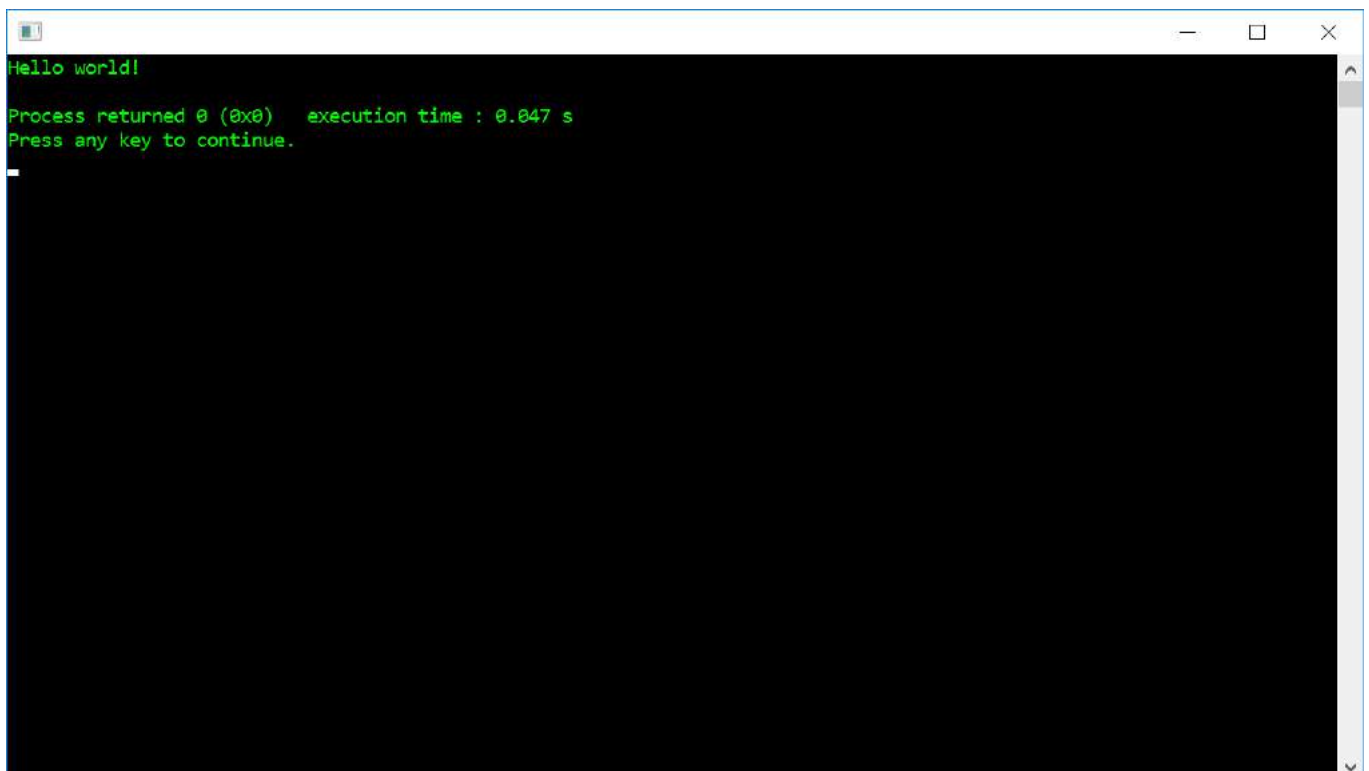 Hello world!
Process returned 0 (0x0)   execution time : 0.047 s
Press any key to continue.